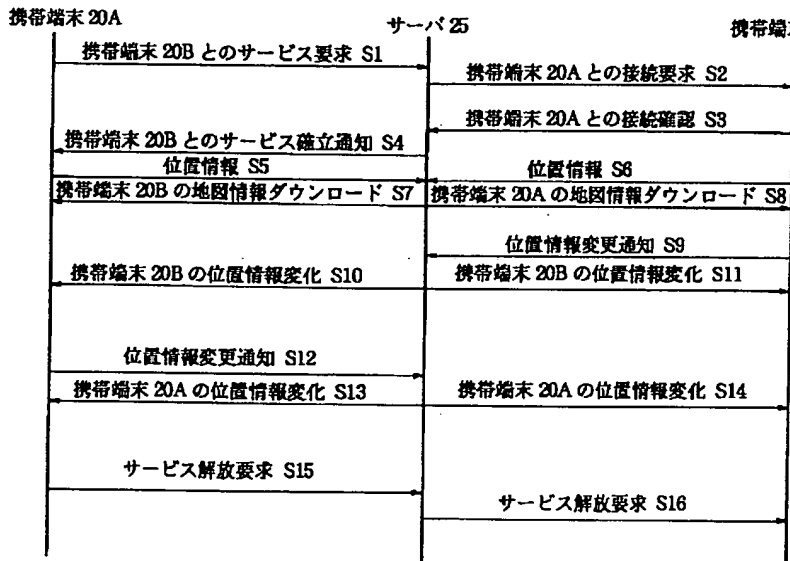 携帯端末 20A
サーバ 25
携帯端
携帯端末 20B とのサービス要求 S1
携帯端末 20A との接続要求 S2
携帯端末 20A との接続確認 S3
携帯端末 20B とのサービス確立通知 S4
位置情報 S5
位置情報 S6
携帯端末 20B の地図情報ダウンロード S7
携帯端末 20A の地図情報ダウンロード S8
位置情報変更通知 S9
携帯端末 20B の位置情報変化 S10
携帯端末 20B の位置情報変化 S11
位置情報変更通知 S12
携帯端末 20A の位置情報変化 S13
携帯端末 20A の位置情報変化 S14
サービス解放要求 S15
サービス解放要求 S16